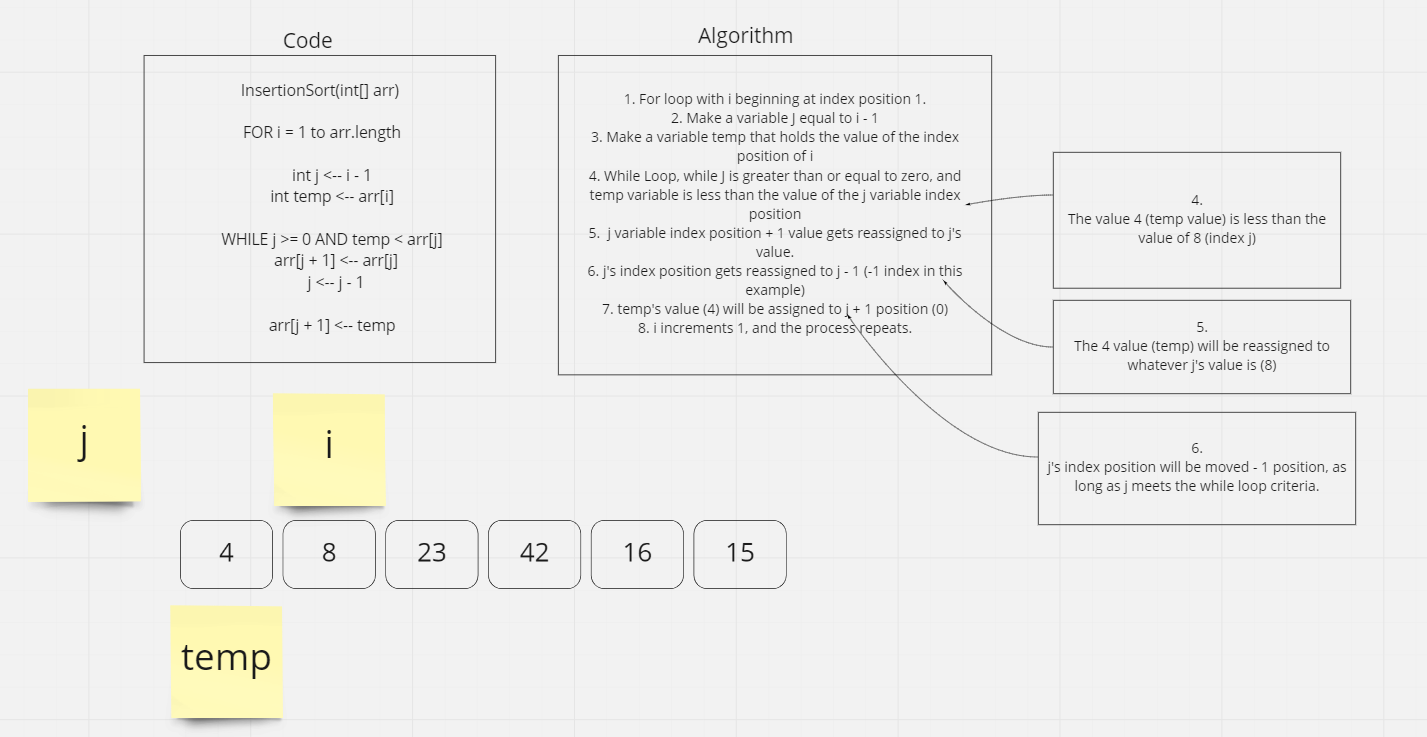 Code
InsertionSort(int[] arr)
FOR i = 1 to arr.length
int j <-- i - 1
int temp <-- arr[i]
WHILE j >= 0 AND temp < arr[j]
arr[j + 1] <-- arr[j]
j <-- j - 1
arr[j + 1] <-- temp
Algorithm
1. For loop with i beginning at index position 1.
2. Make a variable J equal to i - 1
3. Make a variable temp that holds the value of the index
position of i
4. While Loop, while J is greater than or equal to zero, and
temp variable is less than the value of the j variable index
position
5.  j variable index position + 1 value gets reassigned to j's
value.
6. j's index position gets reassigned to j - 1 (-1 index in this
example)
7. temp's value (4) will be assigned to j + 1 position (0)
8. i increments 1, and the process repeats.
4.
The value 4 (temp value) is less than the
value of 8 (index j)
5.
The 4 value (temp) will be reassigned to
whatever j's value is (8)
6.
j's index position will be moved - 1 position, as
long as j meets the while loop criteria.
j
i
4 8 23 42 16 15
temp